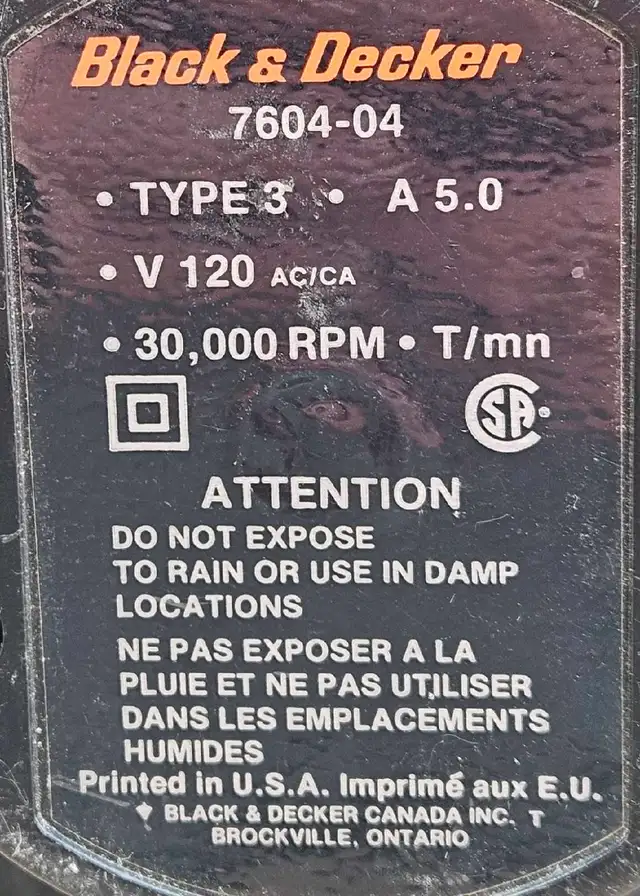 Black & Decker
7604-04
• TYPE 3 • A 5.0
• V 120 AC/CA
• 30,000 RPM • T/mn
SA®
ATTENTION
DO NOT EXPOSE
TO RAIN OR USE IN DAMP
LOCATIONS
NE PAS EXPOSER A LA
PLUIE ET NE PAS UTILISER
DANS LES EMPLACEMENTS
HUMIDES
Printed in U.S.A. Imprimé aux E.U.
BLACK & DECKER CANADA INC. T
BROCKVILLE, ONTARIO